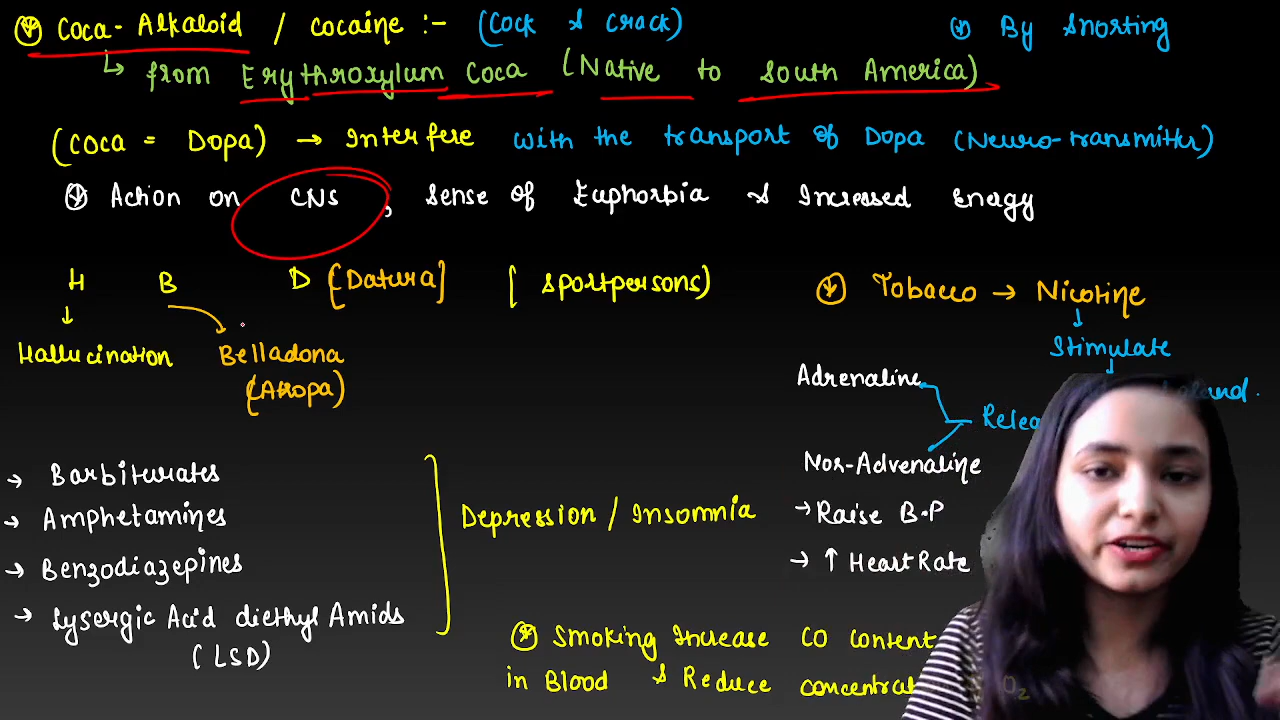 Coca-Alkaloid / cocaine :- (Cock & Crack)
By Snorting
from Erythroxylum Coca (Native to South America)
(Coca = Dopa) → Interfere with the transport of Dopa (Neuro-transmitter)
Action on CNS, Sense of Euphorbia & Increased Energy
H B D [Datura] [Sportpersons)
Tobacco → Nicotine
Hallucination
Belladona
(Atropa)
Stimulate
Adrenaline
Nor-Adrenaline
→ Raise B.P
→ ↑ Heart Rate
→ Barbiturates
→ Amphetamines
→ Benzodiazepines
→ Lysergic Acid diethyl Amids
(LSD)
Depression / Insomnia
Smoking Increase CO content
in Blood & Reduce